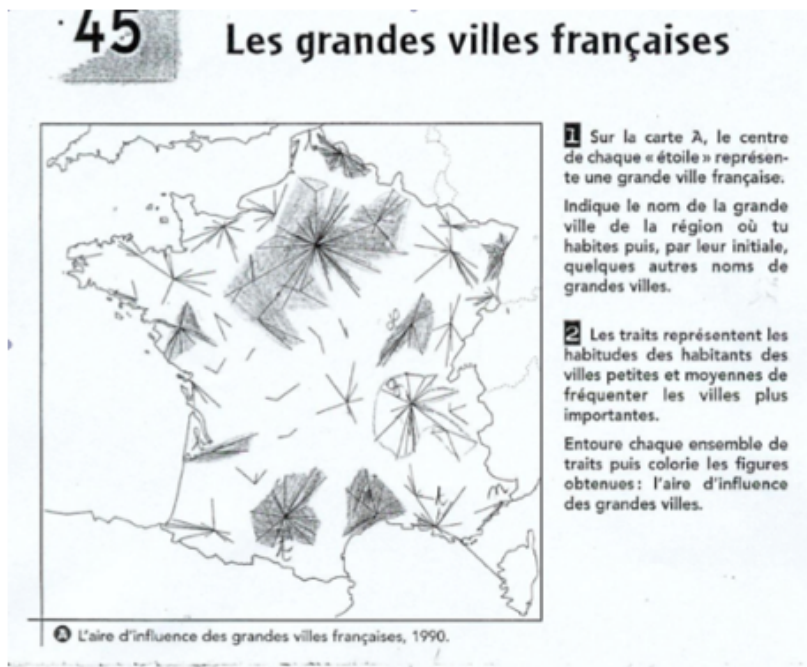 45
Les grandes villes françaises
1 Sur la carte A, le centre
de chaque « étoile » représen-
te une grande ville française.
Indique le nom de la grande
ville de la région où tu
habites puis, par leur initiale,
quelques autres noms de
grandes villes.
2 Les traits représentent les
habitudes des habitants des
villes petites et moyennes de
fréquenter les villes plus
importantes.
Entoure chaque ensemble de
traits puis colorie les figures
obtenues : l'aire d'influence
des grandes villes.
A L'aire d'influence des grandes villes françaises, 1990.